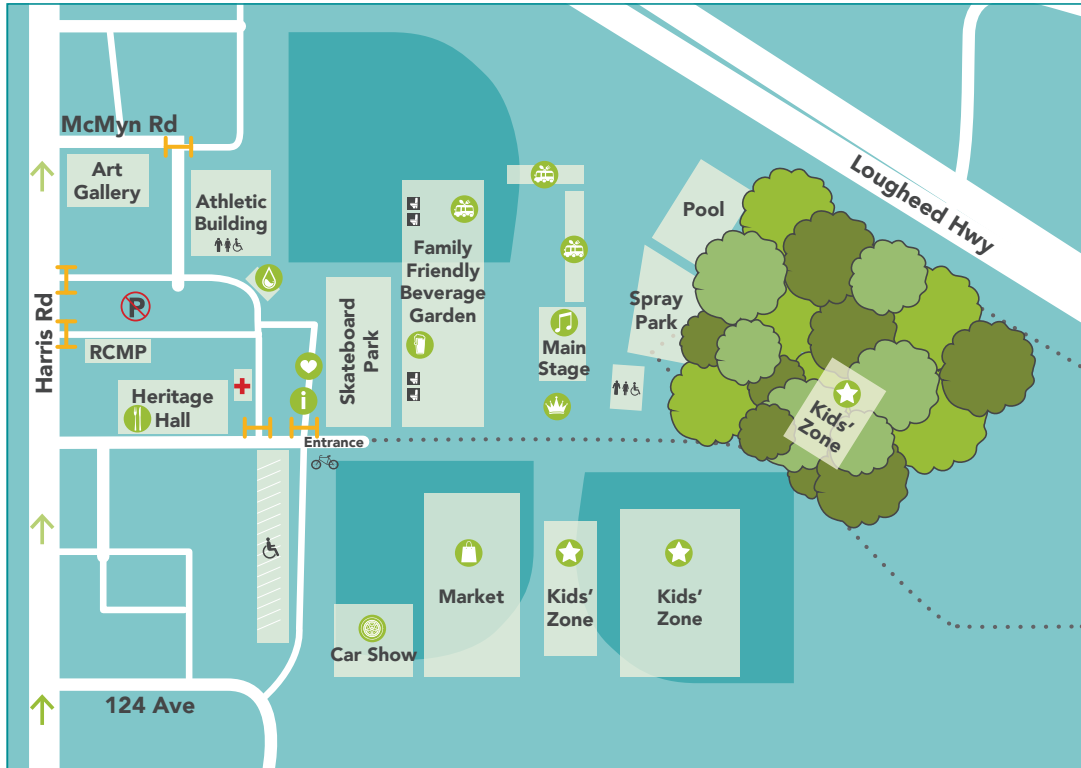 McMyn Rd
Art
Gallery
Athletic
Building
Harris Rd
P
RCMP
Heritage
Hall
i
Entrance
Skateboard
Park
Family
Friendly
Beverage
Garden
Main
Stage
Pool
Spray
Park
Lougheed Hwy
Kids'
Zone
Market
Kids'
Zone
Kids'
Zone
Car Show
124 Ave